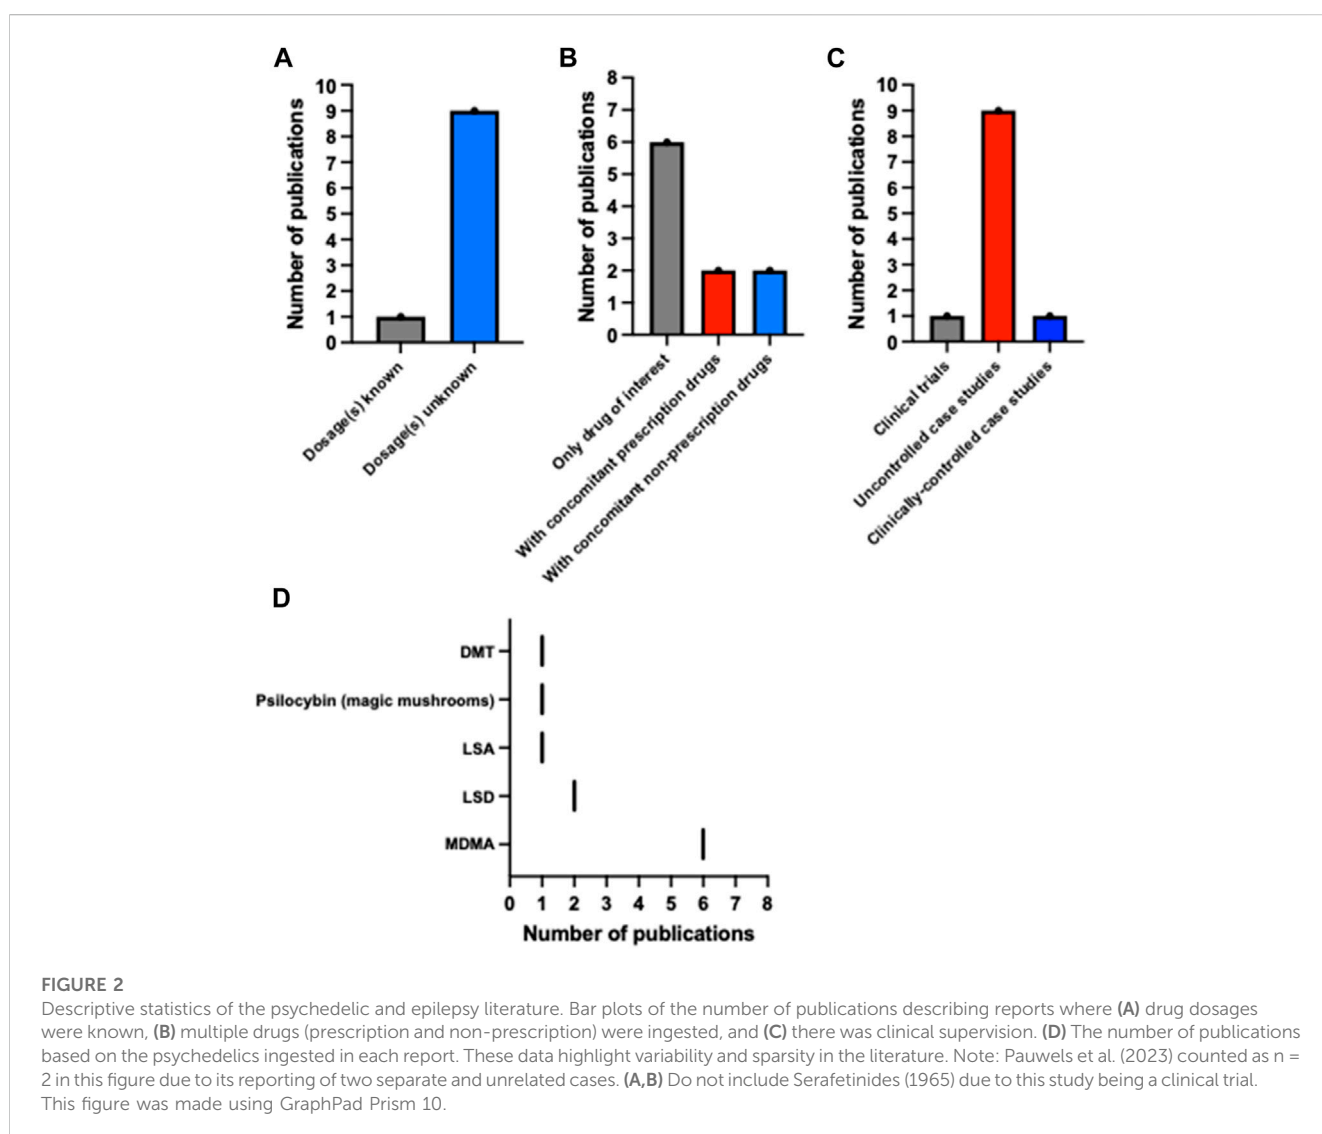 A
Number of publications
10
9
8
7
6
5
4
3
2
1
0
Dosage(s) known
Dosage(s) unknown
B
Number of publications
8
7
6
5
4
3
2
1
0
Only drug of interest
With concomitant prescription drugs
With concomitant non-prescription drugs
C
Number of publications
10
9
8
7
6
5
4
3
2
1
0
Clinical trials
Uncontrolled case studies
Clinically-controlled case studies
D
DMT
Psilocybin (magic mushrooms)
LSA
LSD
MDMA
0 1 2 3 4 5 6 7 8
Number of publications
FIGURE 2
Descriptive statistics of the psychedelic and epilepsy literature. Bar plots of the number of publications describing reports where (A) drug dosages
were known, (B) multiple drugs (prescription and non-prescription) were ingested, and (C) there was clinical supervision. (D) The number of publications
based on the psychedelics ingested in each report. These data highlight variability and sparsity in the literature. Note: Pauwels et al. (2023) counted as n =
2 in this figure due to its reporting of two separate and unrelated cases. (A,B) Do not include Serafetinides (1965) due to this study being a clinical trial.
This figure was made using GraphPad Prism 10.